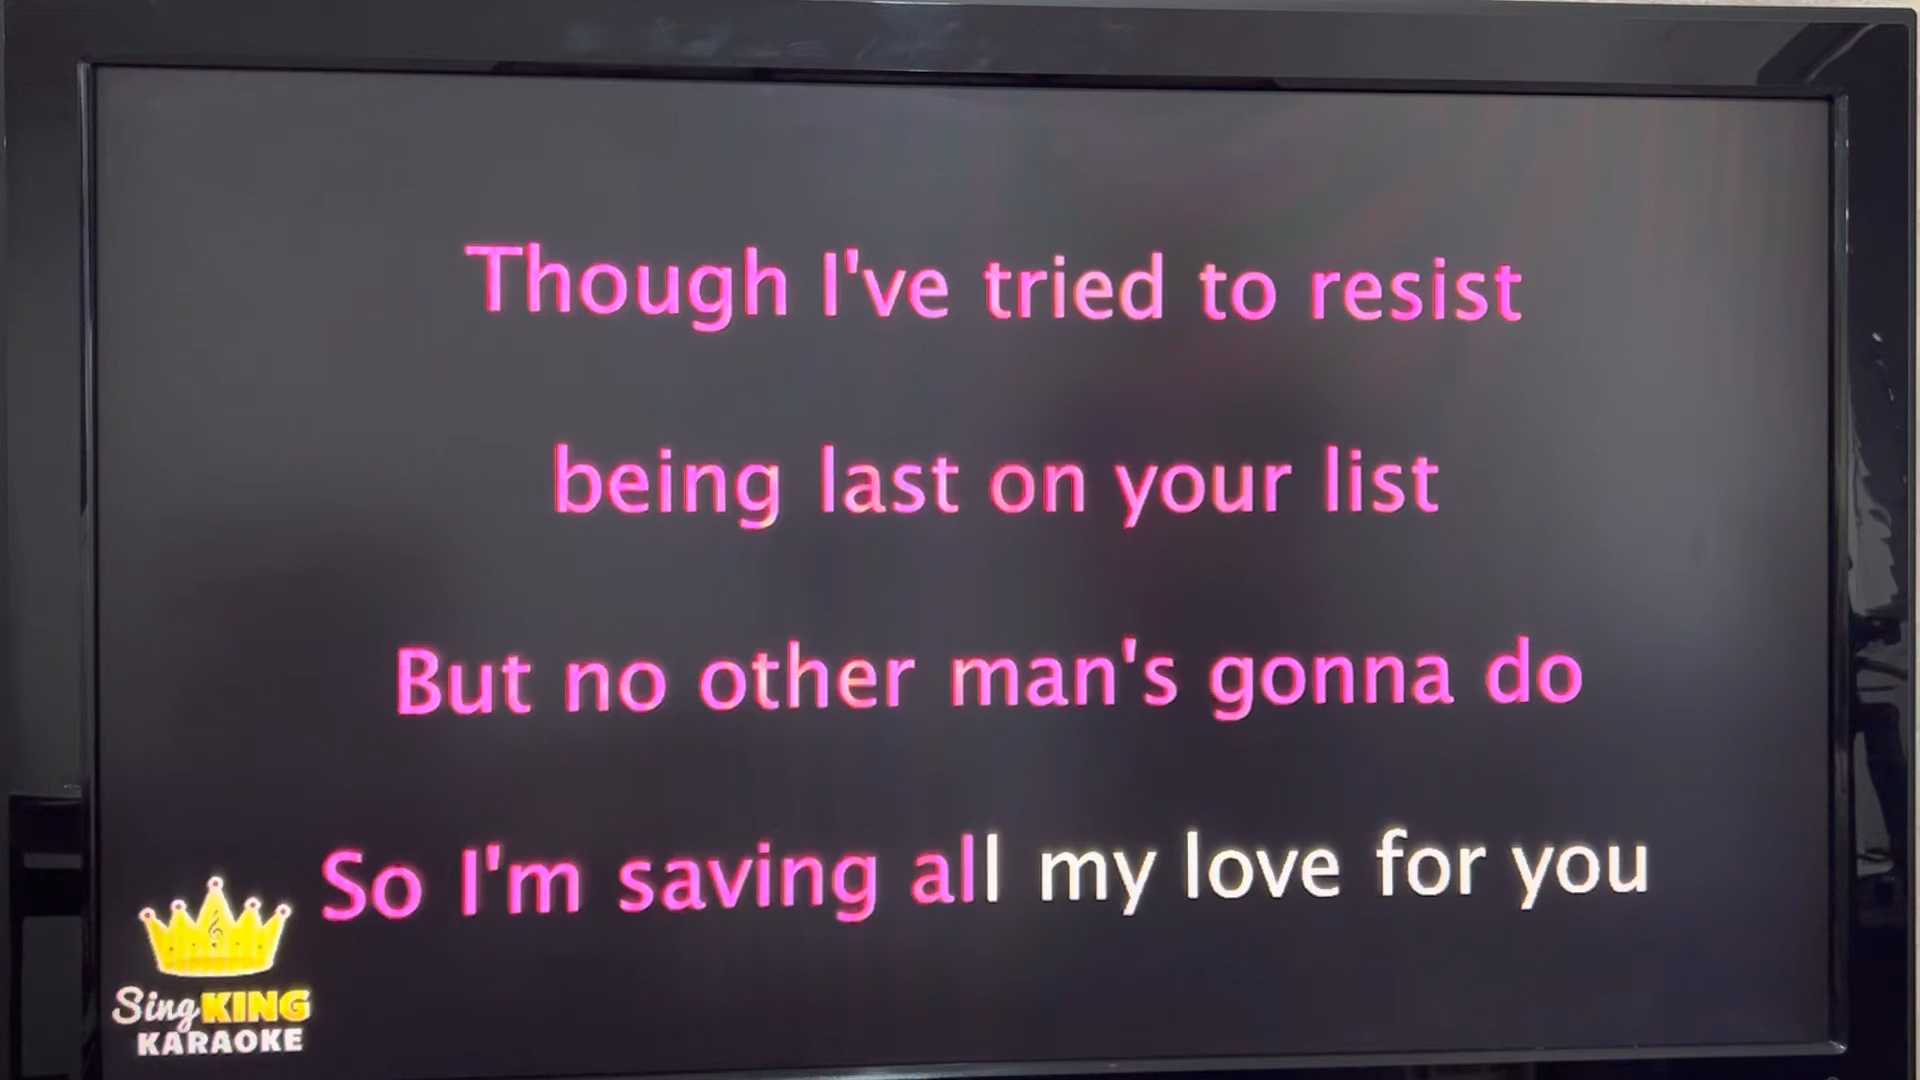 Though I've tried to resist
being last on your list
But no other man's gonna do
So I'm saving all my love for you
Sing KING
KARAOKE